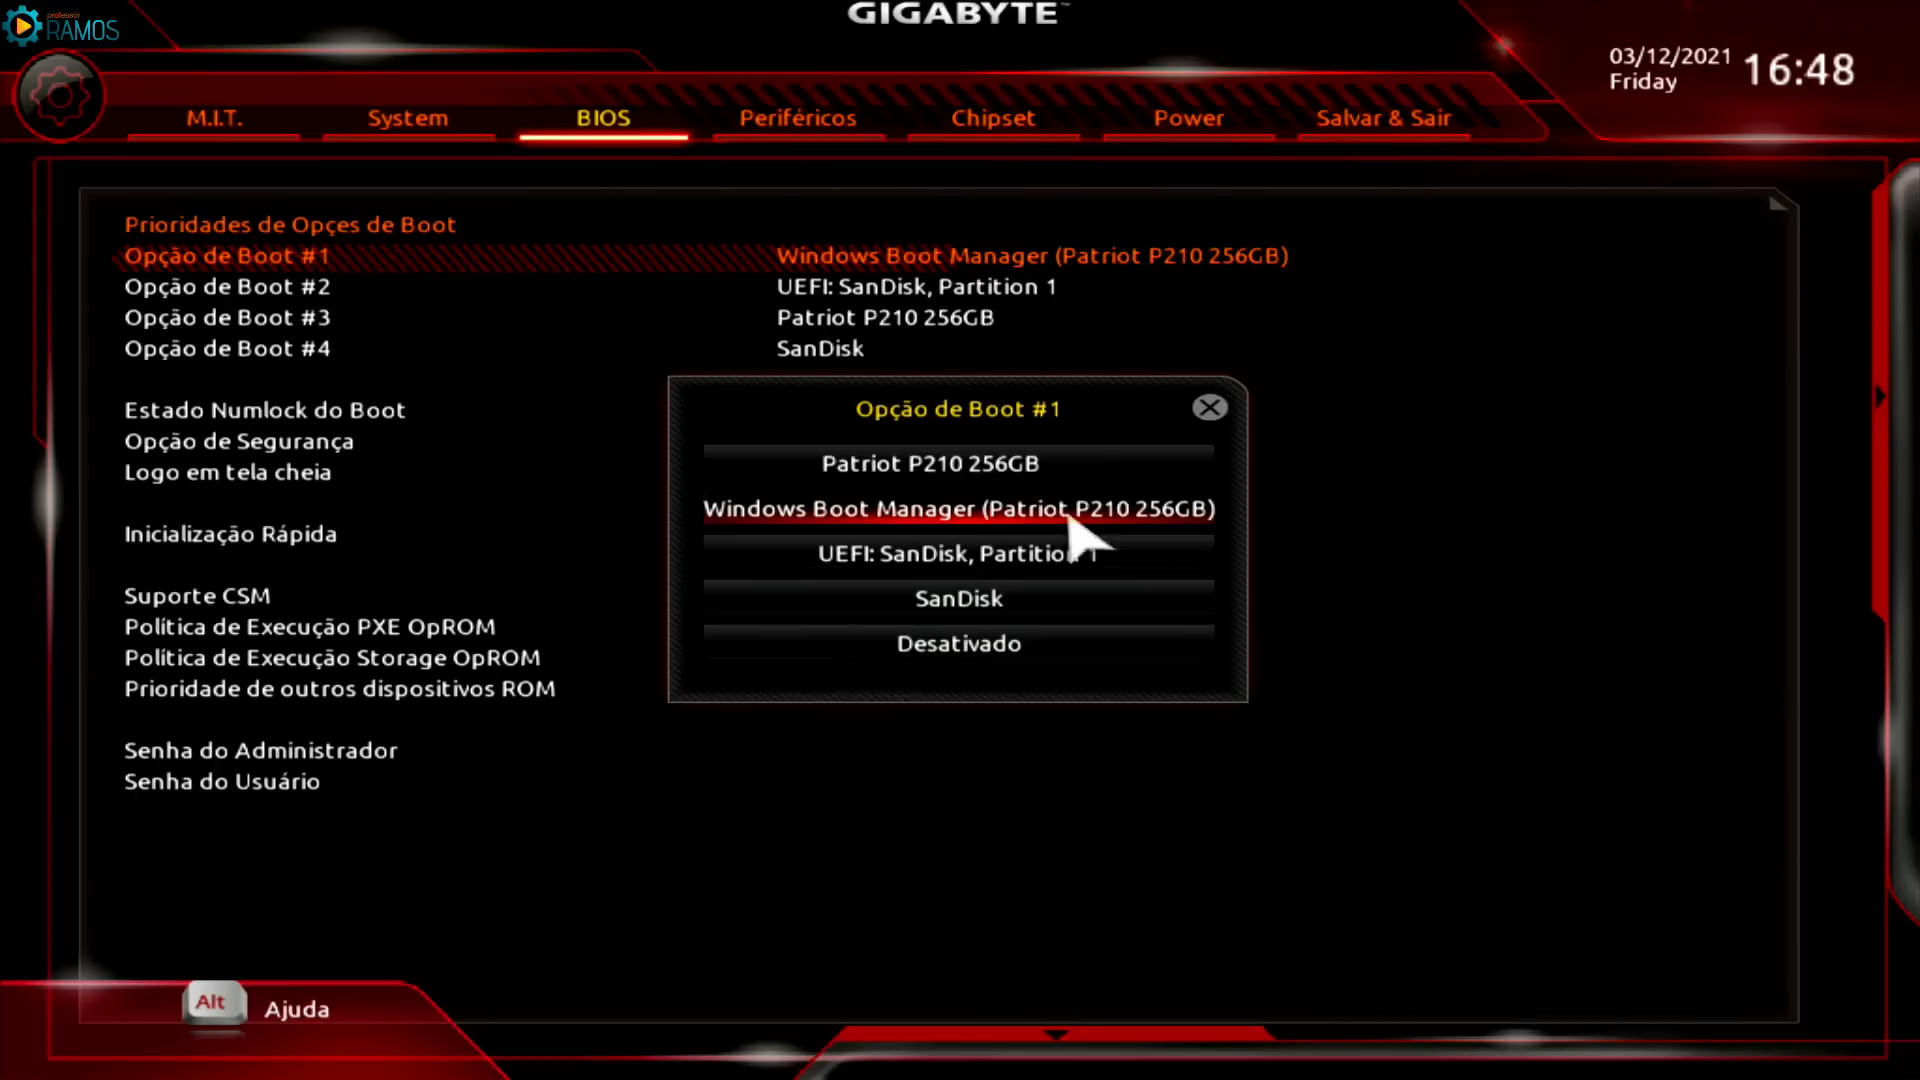 professor
RAMOS
GIGABYTE™
03/12/2021
Friday
16:48
M.I.T.
System
BIOS
Periféricos
Chipset
Power
Salvar & Sair
Prioridades de Opçes de Boot
Opção de Boot #1 Windows Boot Manager (Patriot P210 256GB)
Opção de Boot #2 UEFI: SanDisk, Partition 1
Opção de Boot #3 Patriot P210 256GB
Opção de Boot #4 SanDisk
Estado Numlock do Boot
Opção de Segurança
Logo em tela cheia
Inicialização Rápida
Suporte CSM
Política de Execução PXE OpROM
Política de Execução Storage OpROM
Prioridade de outros dispositivos ROM
Senha do Administrador
Senha do Usuário
Opção de Boot #1
Patriot P210 256GB
Windows Boot Manager (Patriot P210 256GB)
UEFI: SanDisk, Partition 1
SanDisk
Desativado
Alt Ajuda